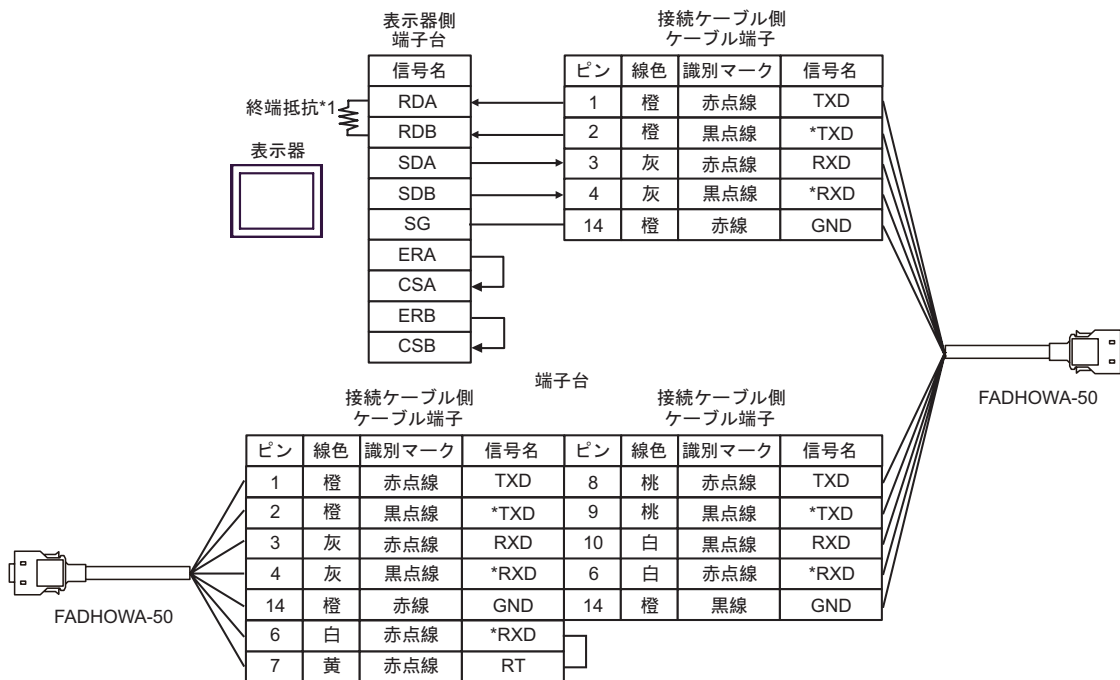 表示器側
端子台
信号名
RDA
RDB
SDA
SDB
SG
ERA
CSA
ERB
CSB
終端抵抗*1
表示器
接続ケーブル側
ケーブル端子
ピン 線色 識別マーク 信号名
1 橙 赤点線 TXD
2 橙 黒点線 *TXD
3 灰 赤点線 RXD
4 灰 黒点線 *RXD
14 橙 赤線 GND
FADHOWA-50
端子台
接続ケーブル側
ケーブル端子
ピン 線色 識別マーク 信号名
1 橙 赤点線 TXD
2 橙 黒点線 *TXD
3 灰 赤点線 RXD
4 灰 黒点線 *RXD
14 橙 赤線 GND
6 白 赤点線 *RXD
7 黄 赤点線 RT
接続ケーブル側
ケーブル端子
ピン 線色 識別マーク 信号名
8 桃 赤点線 TXD
9 桃 黒点線 *TXD
10 白 黒点線 RXD
6 白 赤点線 *RXD
14 橙 黒線 GND
FADHOWA-50